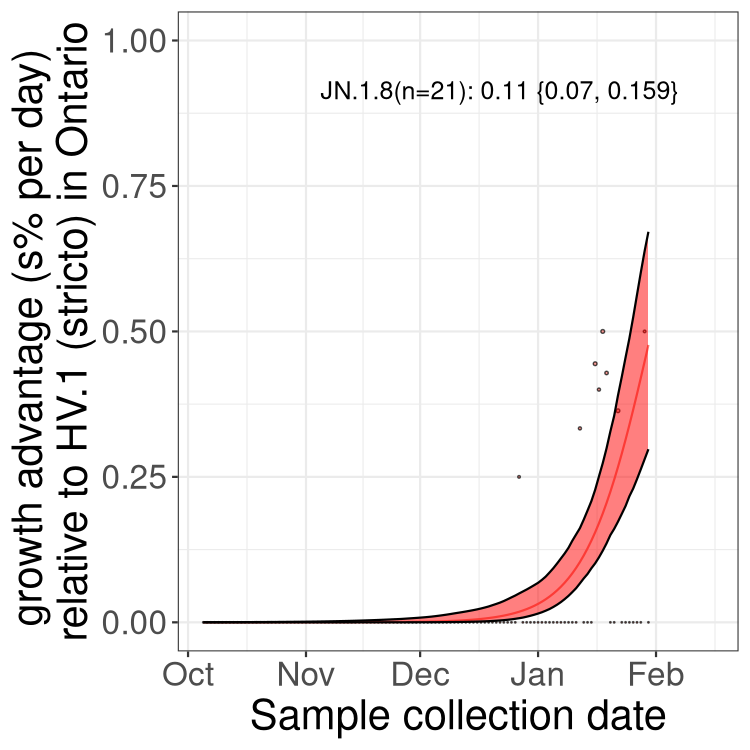 growth advantage (s% per day)
relative to HV.1 (stricto) in Ontario
1.00
0.75
0.50
0.25
0.00
JN.1.8(n=21): 0.11 {0.07, 0.159}
Oct Nov Dec Jan Feb
Sample collection date